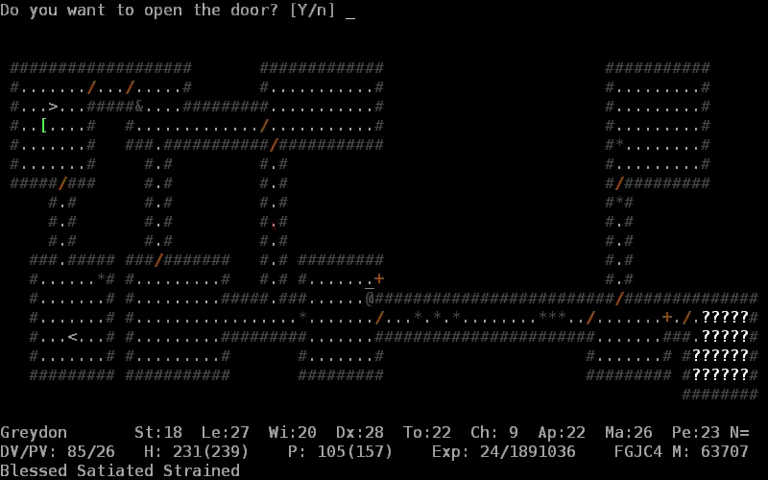 Do you want to open the door? [Y/n] _
###################       #############                       ###########
#......./.../.....#       #...........#                       #.........#
#...>...#####&....#########...........#                       #.........#
#..[....#   #............./...........#                       #.........#
#.......#   ###.###########/###########                       #*........#
#.......#     #.#         #.#                                 #.........#
#####/###     #.#         #.#                                 #/#########
#.#         #.#         #.#                                 #*#
#.#         #.#         #.#                                 #.#
#.#         #.#         #.#                                 #.#
###.##### ###/#######   #.# #########                       #.#
#......*# #.........#   #.# #......_+                       #.#
#.......# #.........#####.###......@#########################/##############
#.......# #..................*....../...*.*.*........***../.......+/.?????#
#...<...# #.........#########.......#######################.......###.?????#
#.......# #.........#       #.......#                     #.......# #??????#
######### ###########       #########                     ######### #??????#
########
Greydon       St:18  Le:27  Wi:20  Dx:28  To:22  Ch: 9  Ap:22  Ma:26  Pe:23 N=
DV/PV: 85/26  H: 231(239)   P: 105(157)   Exp: 24/1891036    FGJC4 M: 63707
Blessed Satiated Strained